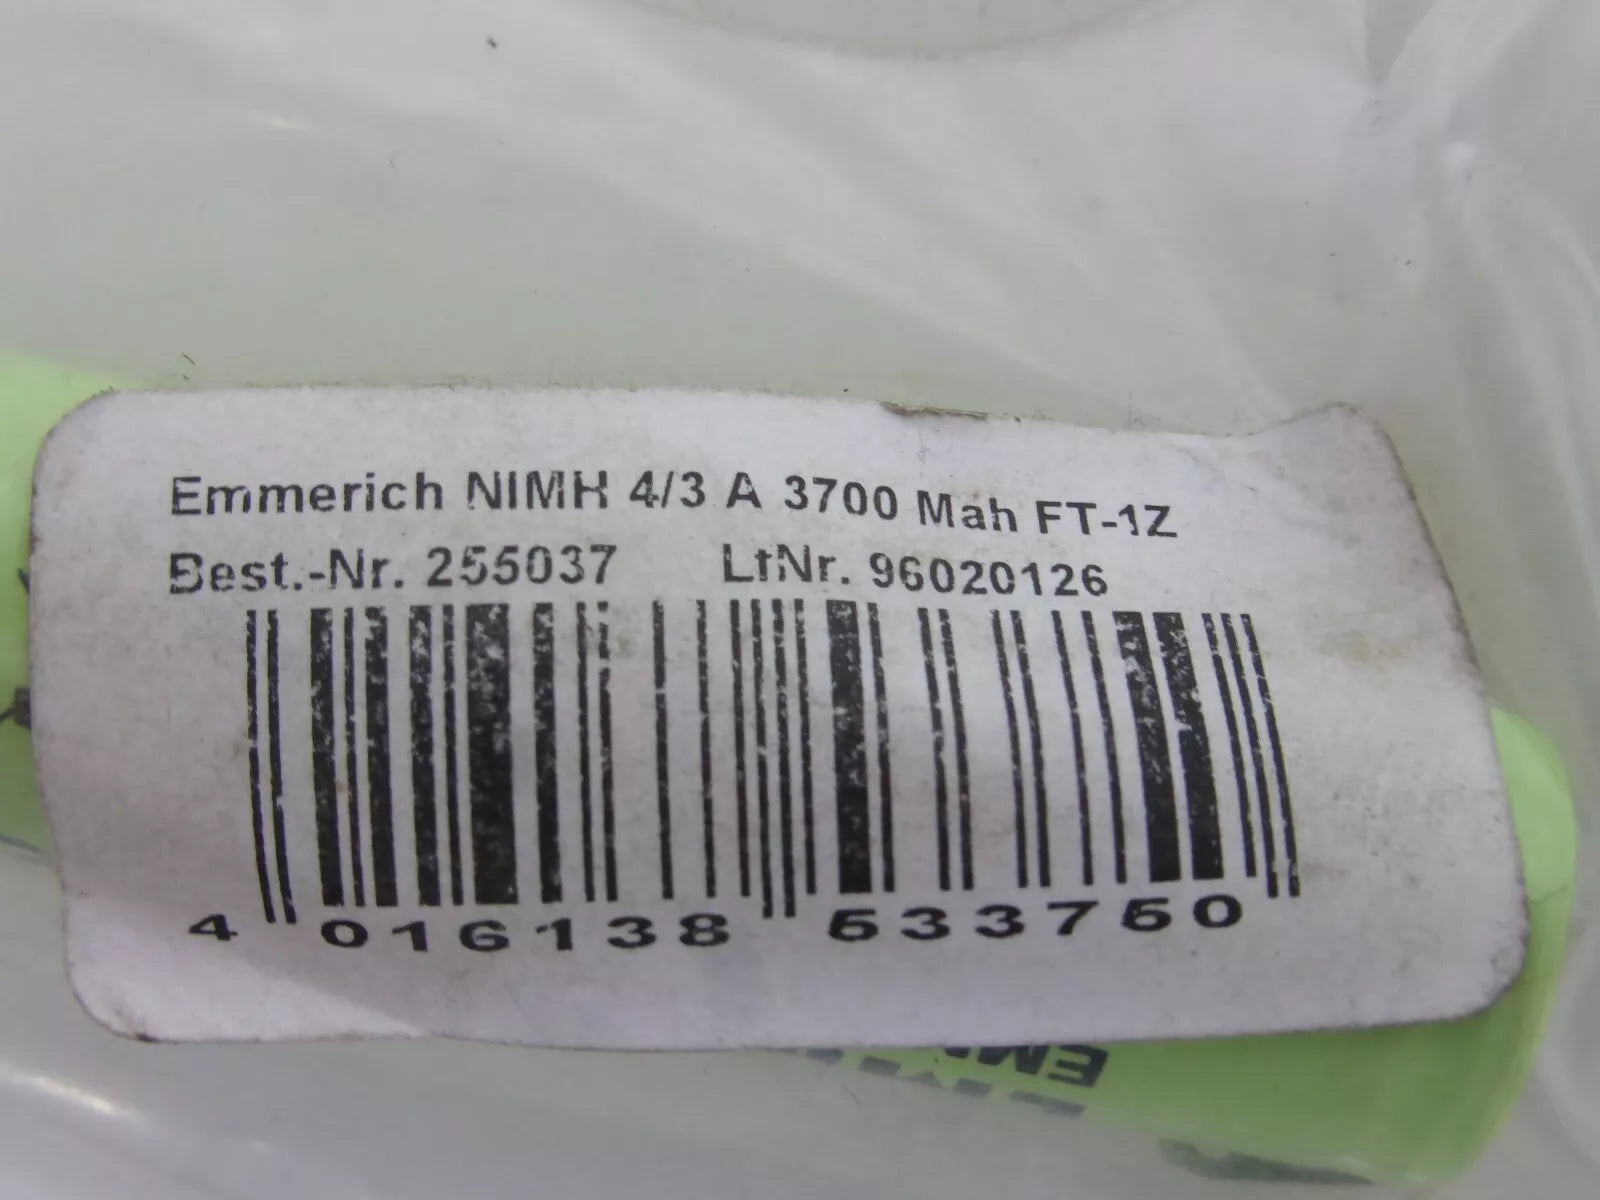 Emmerich NIMH 4/3 A 3700 Mah FT-1Z
Best.-Nr. 255037 LtNr. 96020126
4 016138 533750